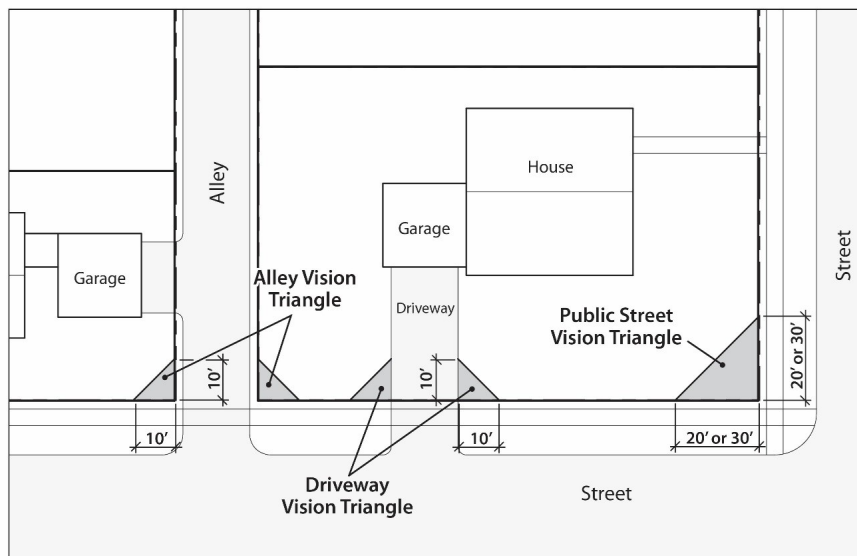 House
Alley
Garage
Street
Garage
Alley Vision
Triangle
Driveway
Public Street
Vision Triangle
20’ or 30’
10’
10’
10’
10’
20’ or 30’
Driveway
Vision Triangle
Street